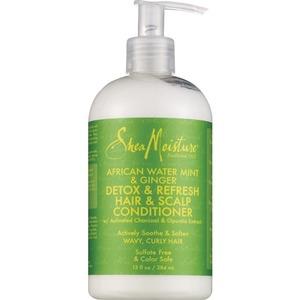 SheaMoisture
AFRICAN WATER MINT
& GINGER
DETOX & REFRESH
HAIR & SCALP
CONDITIONER
w/ Activated Charcoal & Opuntia Extract
Actively Soothe & Soften
WAVY, CURLY HAIR
Sulfate Free
& Color Safe
13 fl oz / 384 ml